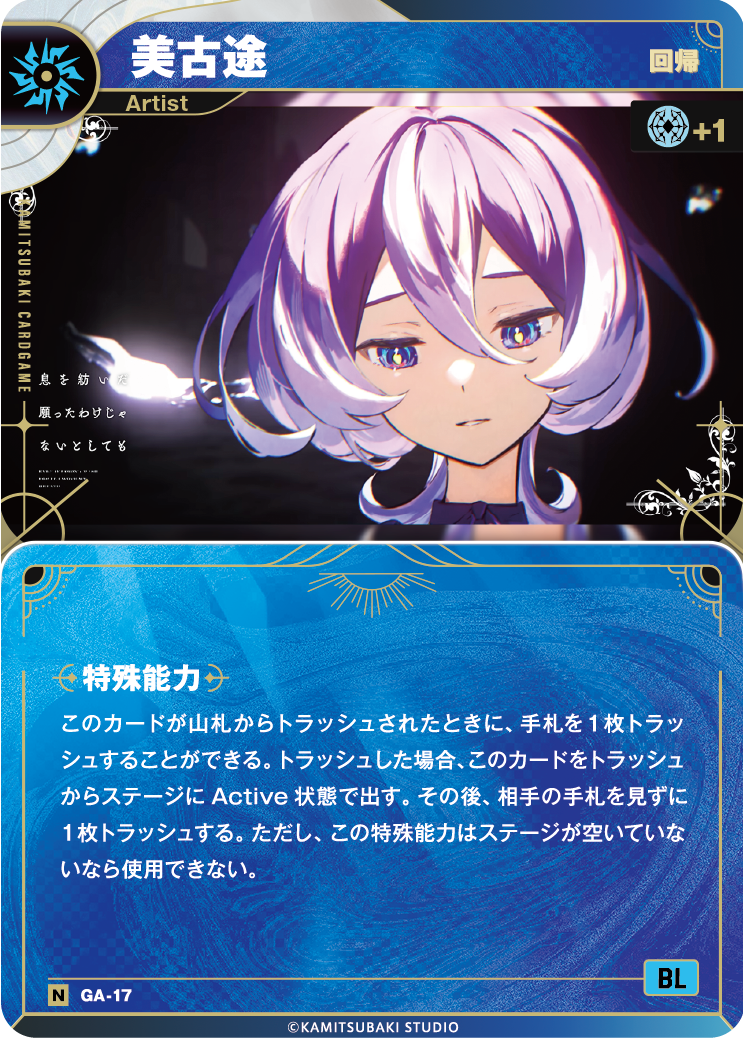 美古途
回帰
Artist
+1
KAMITSUBAKI CARDGAME
息を紡いだ
願ったわけじゃ
ないとしても
特殊能力
このカードが山札からトラッシュされたときに、手札を1枚トラッ
シュすることができる。トラッシュした場合、このカードをトラッシュ
からステージに Active 状態で出す。その後、相手の手札を見ずに
1枚トラッシュする。ただし、この特殊能力はステージが空いていな
いなら使用できない。
N GA-17
BL
©KAMITSUBAKI STUDIO